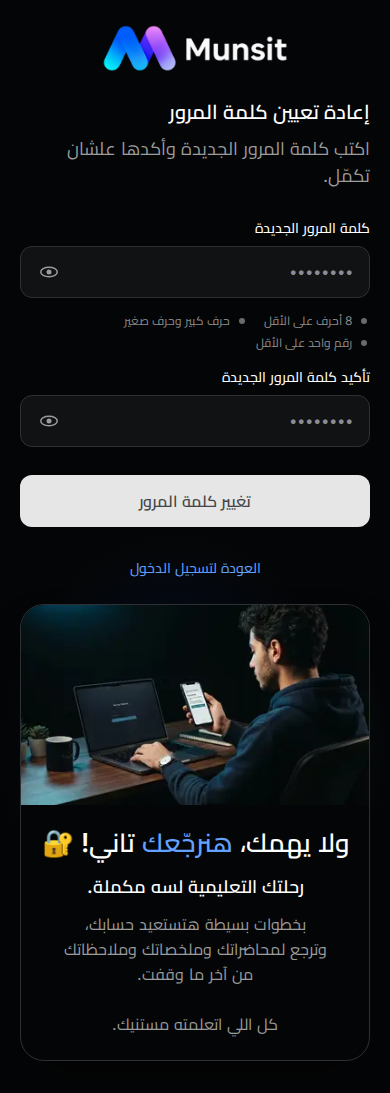 Munsit
إعادة تعيين كلمة المرور
اكتب كلمة المرور الجديدة وأكدها علشان
تكمّل.
كلمة المرور الجديدة
••••••••
8 أحرف على الأقل
حرف كبير وحرف صغير
رقم واحد على الأقل
تأكيد كلمة المرور الجديدة
••••••••
تغيير كلمة المرور
العودة لتسجيل الدخول
ولا يهمك، هنرجّعك تاني! 🔐
رحلتك التعليمية لسه مكملة.
بخطوات بسيطة هتستعيد حسابك،
وترجع لمحاضراتك وملخصاتك وملاحظاتك
من آخر ما وقفت.
كل اللي اتعلمته مستنيك.